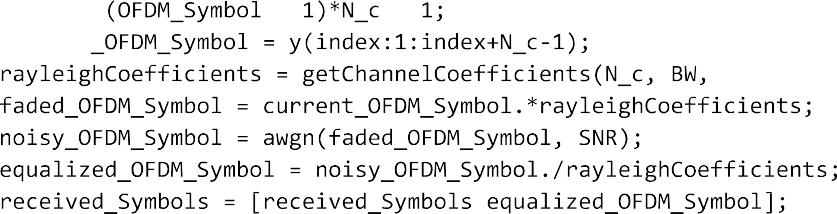 (OFDM_Symbol 1)*N_c 1;
_OFDM_Symbol = y(index:1:index+N_c-1);
rayleighCoefficients = getChannelCoefficients(N_c, BW,
faded_OFDM_Symbol = current_OFDM_Symbol.*rayleighCoefficients;
noisy_OFDM_Symbol = awgn(faded_OFDM_Symbol, SNR);
equalized_OFDM_Symbol = noisy_OFDM_Symbol./rayleighCoefficients;
received_Symbols = [received_Symbols equalized_OFDM_Symbol];